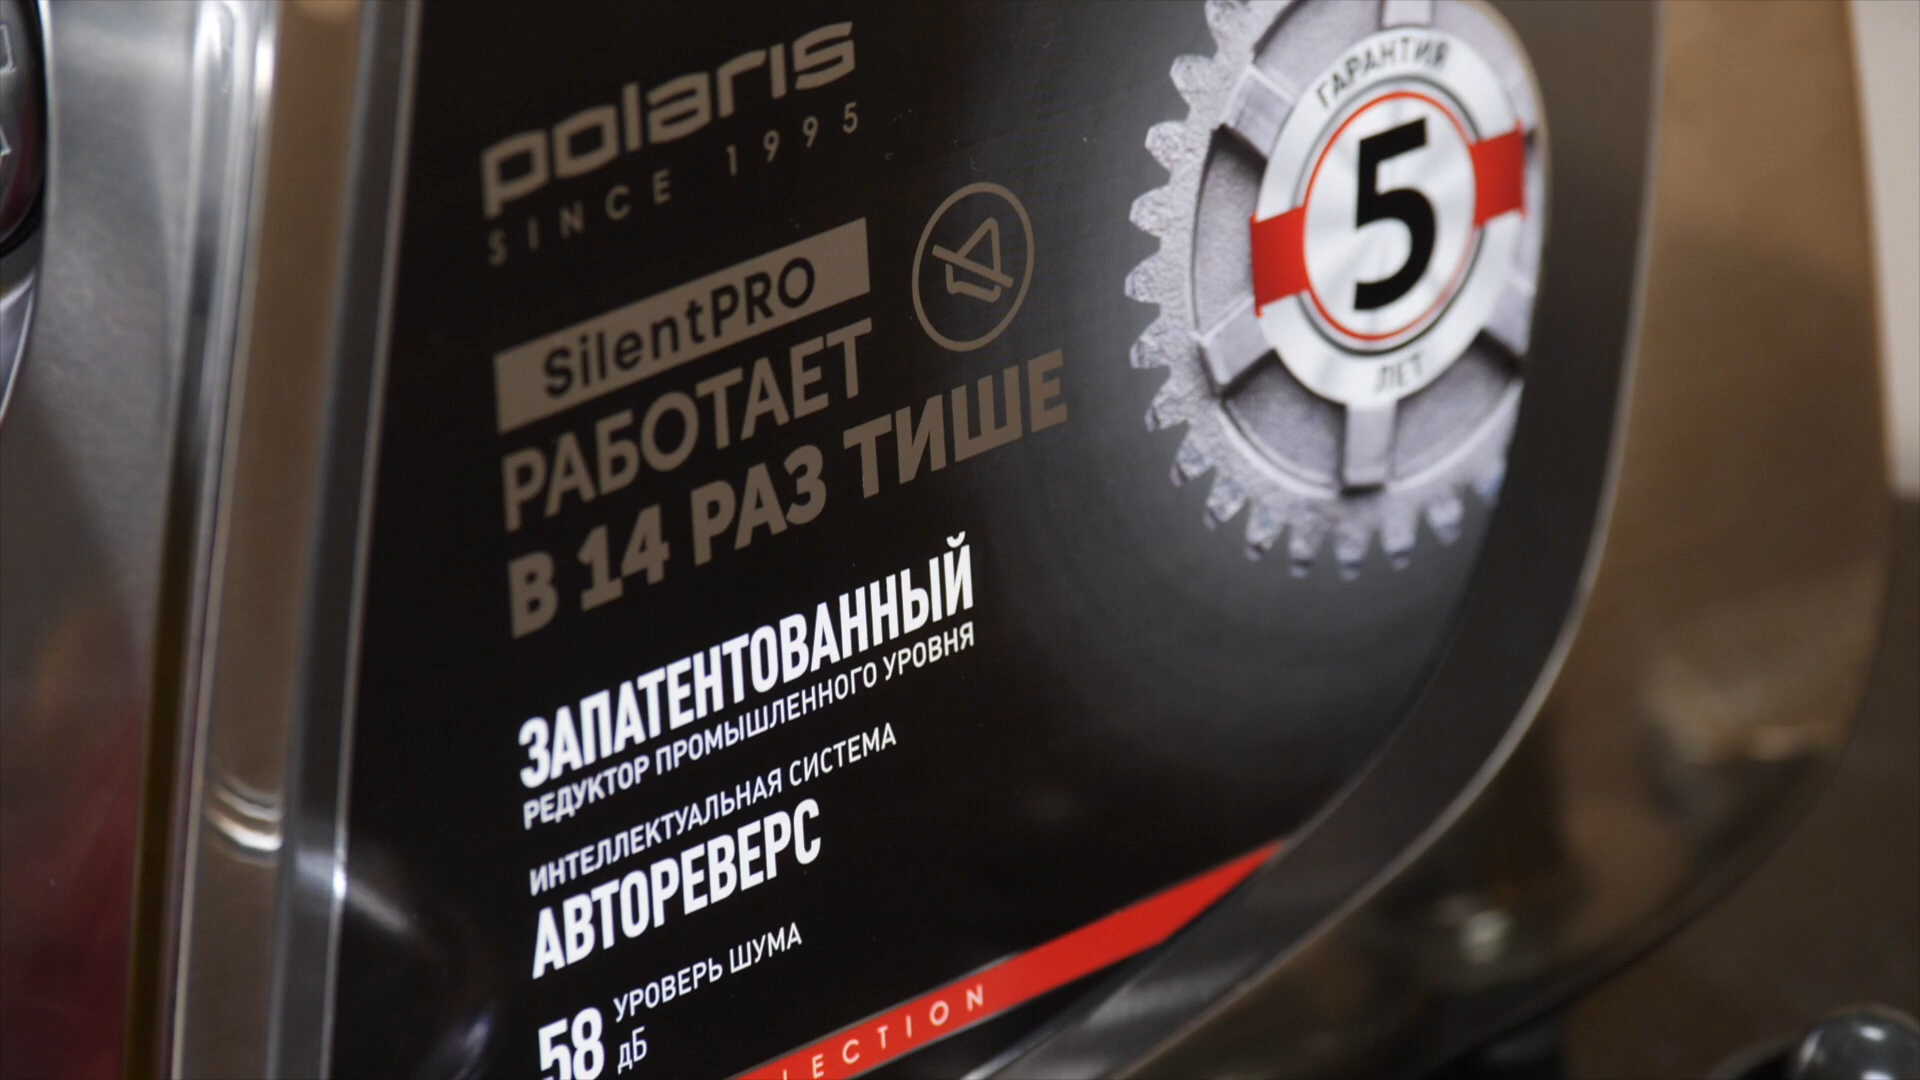 polaris
SINCE 1995
SilentPRO
РАБОТАЕТ
В 14 РАЗ ТИШЕ
ЗАПАТЕНТОВАННЫЙ
РЕДУКТОР ПРОМЫШЛЕННОГО УРОВНЯ
ИНТЕЛЛЕКТУАЛЬНАЯ СИСТЕМА
АВТОРЕВЕРС
58 дБ УРОВЕРЬ ШУМА
ГАРАНТИЯ
5
ЛЕТ